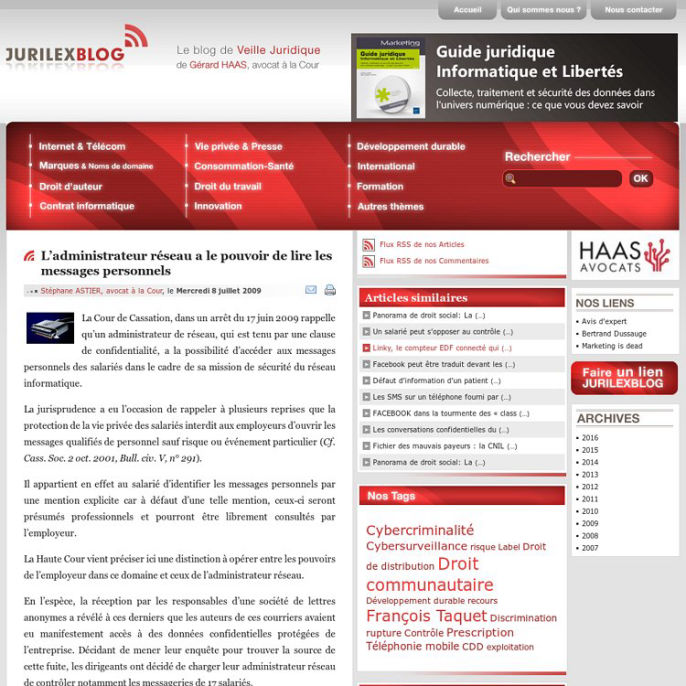 Accueil
Qui sommes nous ?
Nous contacter
JURILEXBLOG
Le blog de Veille Juridique
de Gérard HAAS, avocat à la Cour
Marketing
Guide juridique
Informatique et Libertés
Guide juridique
Informatique et Libertés
Collecte, traitement et sécurité des données dans
l'univers numérique : ce que vous devez savoir
Internet & Télécom
Marques & Noms de domaine
Droit d'auteur
Contrat informatique
Vie privée & Presse
Consommation-Santé
Droit du travail
Innovation
Développement durable
International
Formation
Autres thèmes
Rechercher
OK
L'administrateur réseau a le pouvoir de lire les
messages personnels
Stéphane ASTIER, avocat à la Cour, le Mercredi 8 juillet 2009
La Cour de Cassation, dans un arrêt du 17 juin 2009 rappelle
qu'un administrateur de réseau, qui est tenu par une clause
de confidentialité, a la possibilité d'accéder aux messages
personnels des salariés dans le cadre de sa mission de sécurité du réseau
informatique.
La jurisprudence a eu l'occasion de rappeler à plusieurs reprises que la
protection de la vie privée des salariés interdit aux employeurs d'ouvrir les
messages qualifiés de personnel sauf risque ou événement particulier (Cf.
Cass. Soc. 2 oct. 2001, Bull. civ. V, n° 291).
Il appartient en effet au salarié d'identifier les messages personnels par
une mention explicite car à défaut d'une telle mention, ceux-ci seront
présumés professionnels et pourront être librement consultés par
l'employeur.
La Haute Cour vient préciser ici une distinction à opérer entre les pouvoirs
de l'employeur dans ce domaine et ceux de l'administrateur réseau.
En l'espèce, la réception par les responsables d'une société de lettres
anonymes a révélé à ces derniers que les auteurs de ces courriers avaient
eu manifestement accès à des données confidentielles protégées de
l'entreprise. Décidant de mener leur enquête pour trouver la source de
cette fuite, les dirigeants ont décidé de charger leur administrateur réseau
de contrôler notamment les messageries de 17 salariés.
Flux RSS de nos Articles
Flux RSS de nos Commentaires
Articles similaires
Panorama de droit social: La (...)
Un salarié peut s'opposer au contrôle (...)
Linky, le compteur EDF connecté qui (...)
Facebook peut être traduit devant les (...)
Défaut d'information d'un patient (...)
Les SMS sur un téléphone fourni par (...)
FACEBOOK dans la tourmente des « class (...)
Les conversations confidentielles du (...)
Fichier des mauvais payeurs : la CNIL (...)
Panorama de droit social: La (...)
Nos Tags
Cybercriminalité
Cybersurveillance risque Label Droit
de distribution Droit
communautaire
Développement durable recours
François Taquet Discrimination
rupture Contrôle Prescription
Téléphonie mobile CDD exploitation
HAAS
AVOCATS
NOS LIENS
Avis d'expert
Bertrand Dussauge
Marketing is dead
Faire un lien
JURILEXBLOG
ARCHIVES
2016
2015
2014
2013
2012
2011
2010
2009
2008
2007